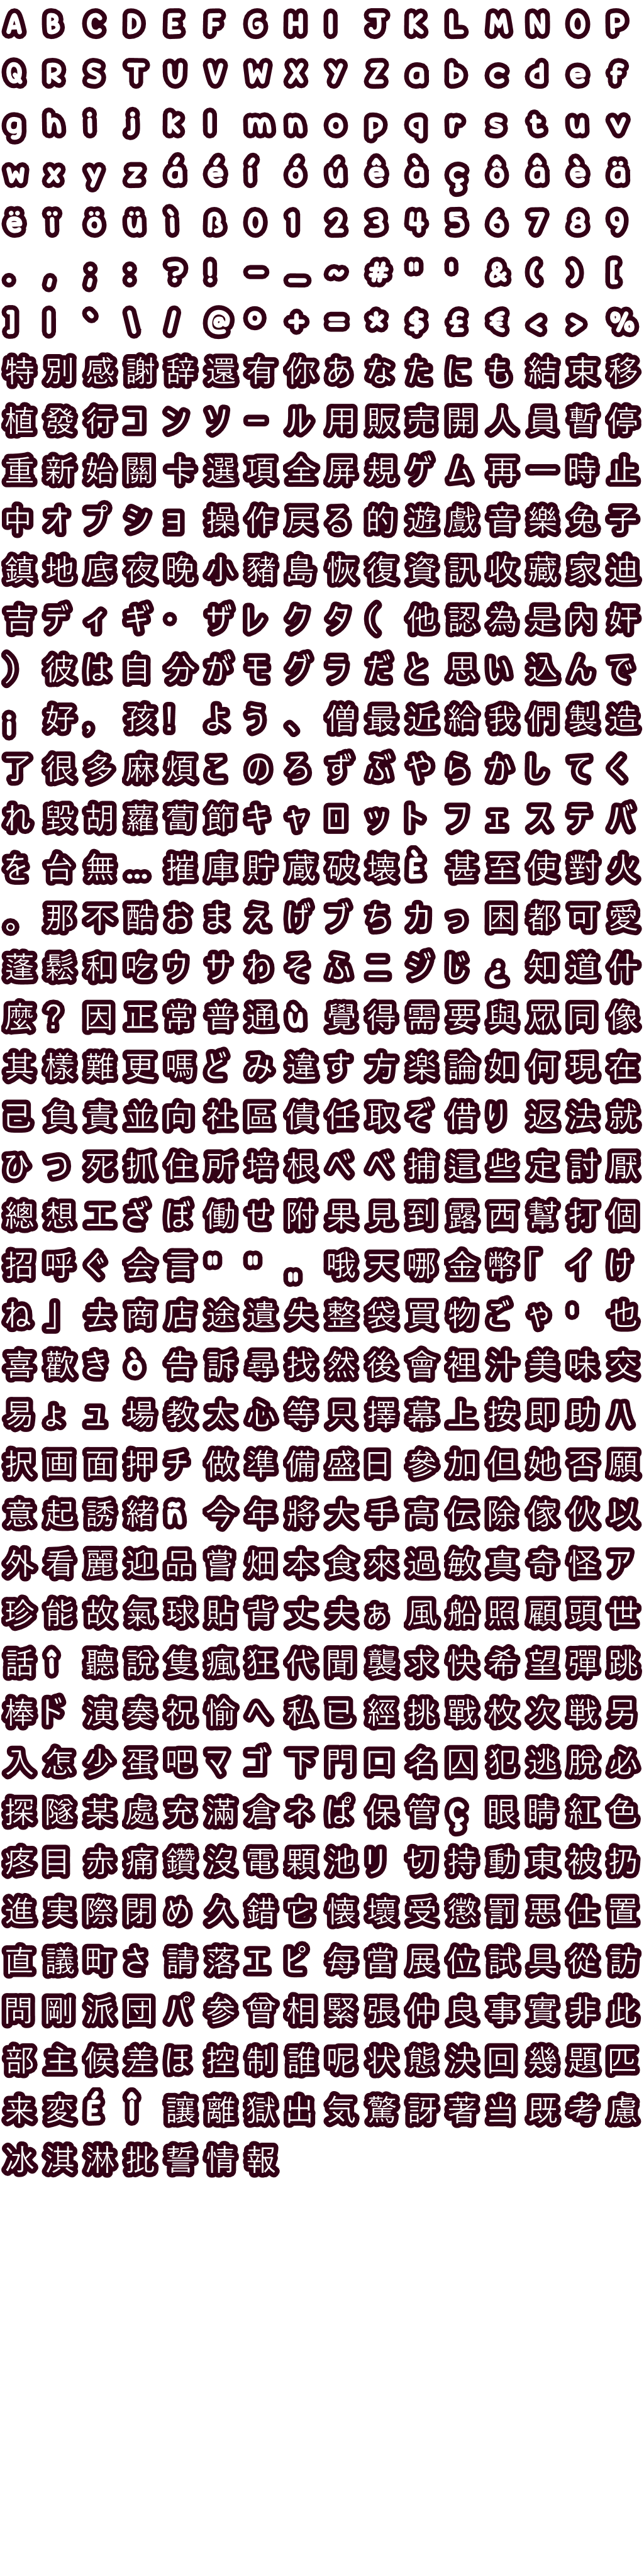 A B C D E F G H I J K L M N O P
Q R S T U V W X Y Z a b c d e f
g h i j k l m n o p q r s t u v
w x y z á é í ó ú ê à ç ô â è ä
ë ï ö ü ì ß 0 1 2 3 4 5 6 7 8 9
. , ; : ? ! - _ ~ # " ' & ( ) [
] | ` \ / @ ° + = * $ £ € < > %
特 別 感 謝 辞 還 有 你 あ な た に も 結 束 移
植 發 行 コ ン ソ ー ル 用 販 売 開 人 員 暫 停
重 新 始 關 卡 選 項 全 屏 規 ゲ ム 再 一 時 止
中 オ プ シ ョ 操 作 戻 る 的 遊 戲 音 樂 兔 子
鎮 地 底 夜 晚 小 豬 島 恢 復 資 訊 收 藏 家 迪
吉 デ ィ ギ ・ ザ レ ク タ ( 他 認 為 是 內 奸
) 彼 は 自 分 が モ グ ラ だ と 思 い 込 ん で
¡ 好 , 孩 ! よ う 、 僧 最 近 給 我 們 製 造
了 很 多 麻 煩 こ の ろ ず ぶ や ら か し て く
れ 毀 胡 蘿 蔔 節 キ ャ ロ ッ ト フ ェ ス テ バ
を 台 無 … 摧 庫 貯 蔵 破 壊 È 甚 至 使 對 火
。 那 不 酷 お ま え げ ブ ち カ っ 困 都 可 愛
蓬 鬆 和 吃 ウ サ わ そ ふ ニ ジ じ ¿ 知 道 什
麼 ? 因 正 常 普 通 ù 覺 得 需 要 與 眾 同 像
其 樣 難 更 嗎 ど み 違 す 方 楽 論 如 何 現 在
己 負 責 並 向 社 區 債 任 取 ぞ 借 り 返 法 就
ひ つ 死 抓 住 所 培 根 べ ベ 捕 這 些 定 討 厭
總 想 工 ざ ぼ 働 せ 附 果 見 到 露 西 幫 打 個
招 呼 ぐ 会 言 " " „ 哦 天 哪 金 幣 『 イ け
ね 』 去 商 店 途 遺 失 整 袋 買 物 ご ゃ ' 也
喜 歡 き ò 告 訴 尋 找 然 後 會 裡 汁 美 味 交
易 ょ ュ 場 教 太 心 等 只 擇 幕 上 按 即 助 八
択 画 面 押 チ 做 準 備 盛 日 參 加 但 她 否 願
意 起 誘 緒 ñ 今 年 將 大 手 高 伝 除 傢 伙 以
外 看 麗 迎 品 嘗 畑 本 食 來 過 敏 真 奇 怪 ア
珍 能 故 氣 球 貼 背 丈 夫 ぁ 風 船 照 顧 頭 世
話 î 聽 說 隻 瘋 狂 代 聞 襲 求 快 希 望 彈 跳
棒 ド 演 奏 祝 愉 へ 私 已 經 挑 戰 枚 次 戦 另
入 怎 少 蛋 吧 マ ゴ 下 門 口 名 囚 犯 逃 脫 必
探 隧 某 處 充 滿 倉 ネ ぱ 保 管 Ç 眼 睛 紅 色
疼 目 赤 痛 鑽 沒 電 顆 池 リ 切 持 動 東 被 扔
進 実 際 閉 め 久 錯 它 懐 壞 受 懲 罰 悪 仕 置
直 議 町 さ 請 落 エ ピ 每 當 展 位 試 具 從 訪
問 剛 派 団 パ 参 曾 相 緊 張 仲 良 事 實 非 此
部 主 候 差 ほ 控 制 誰 呢 状 態 決 回 幾 題 匹
来 変 É Î 讓 離 獄 出 気 驚 訝 著 当 既 考 慮
冰 淇 淋 批 誓 情 報